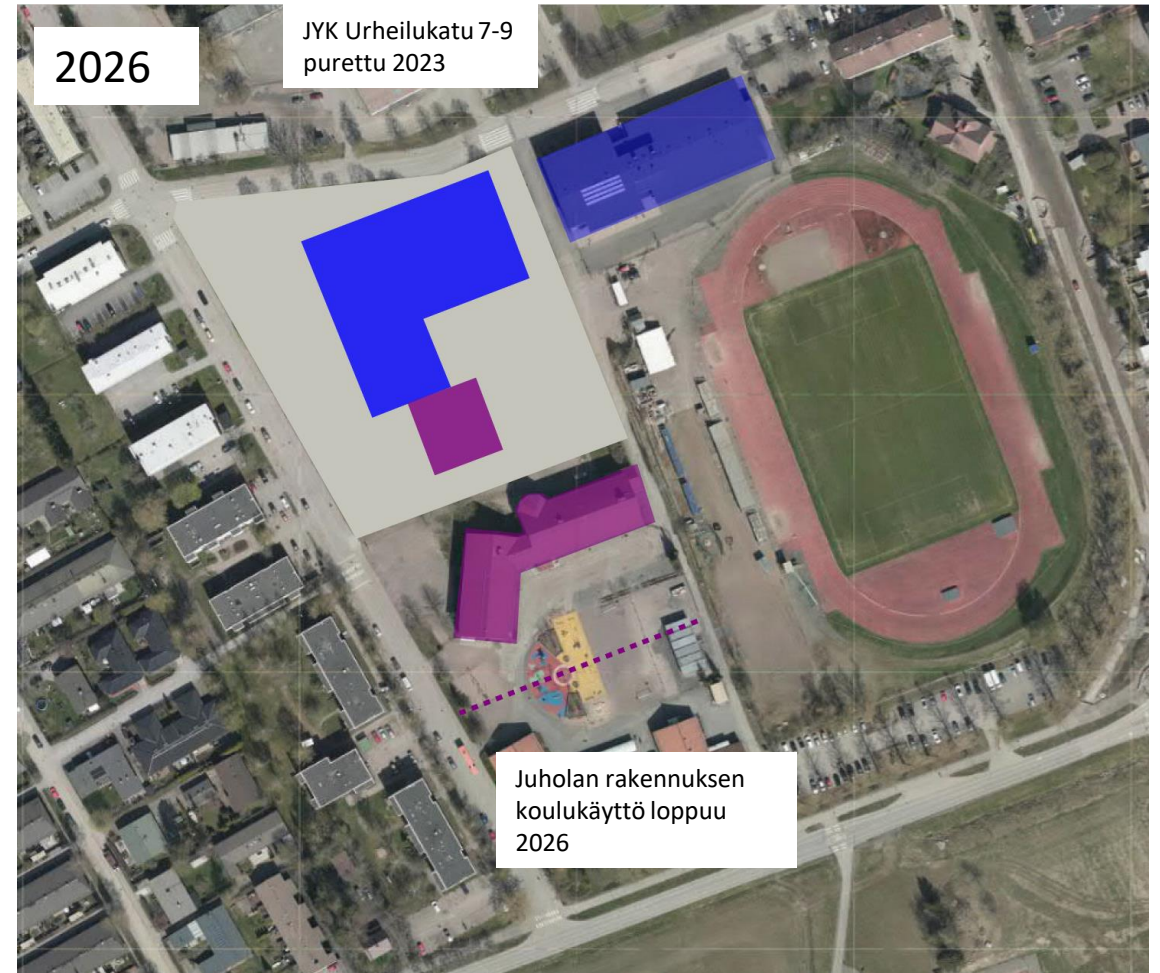 2026
JYK Urheilukatu 7-9
purettu 2023
Juholan rakennuksen
koulukäyttö loppuu
2026